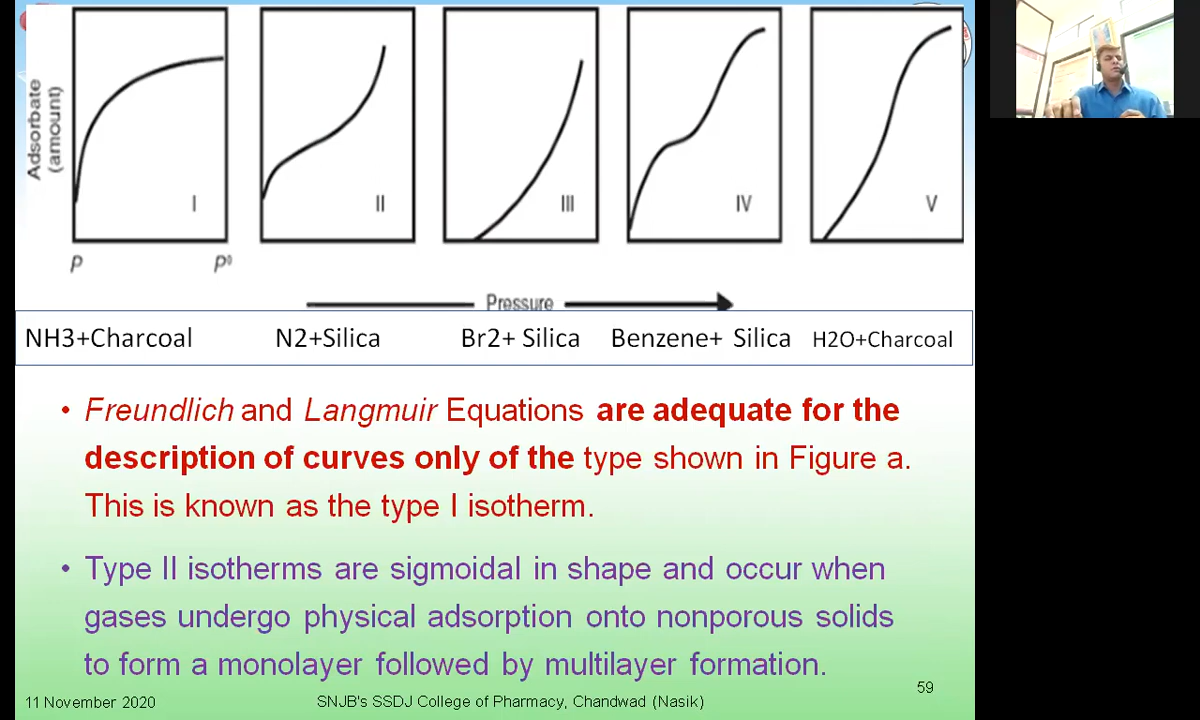 Adsorbate
(amount)
I
II
III
IV
V
P
P⁰
Pressure
NH3+Charcoal
N2+Silica
Br2+ Silica
Benzene+ Silica
H2O+Charcoal
• Freundlich and Langmuir Equations are adequate for the
description of curves only of the type shown in Figure a.
This is known as the type I isotherm.
• Type II isotherms are sigmoidal in shape and occur when
gases undergo physical adsorption onto nonporous solids
to form a monolayer followed by multilayer formation.
11 November 2020
SNJB's SSDJ College of Pharmacy, Chandwad (Nasik)
59